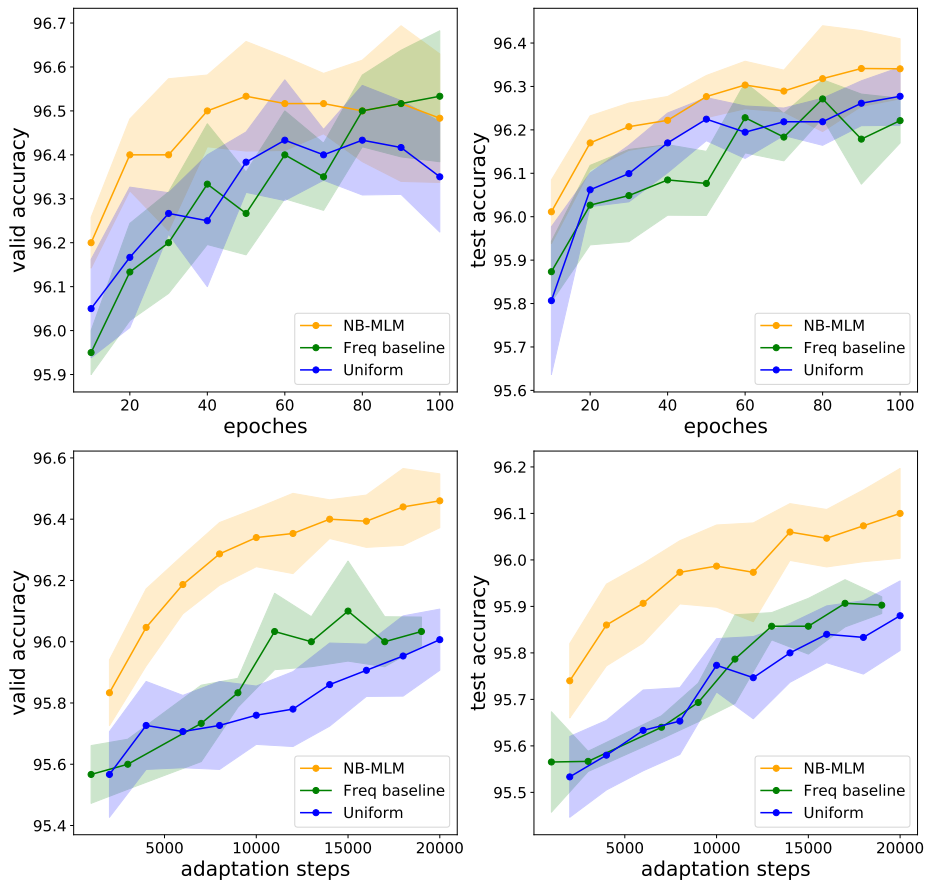 96.7
96.6
96.5
96.4
96.3
96.2
96.1
96.0
95.9
valid accuracy
20
40
60
80
100
epoches
NB-MLM
Freq baseline
Uniform
96.4
96.3
96.2
96.1
96.0
95.9
95.8
95.7
95.6
test accuracy
20
40
60
80
100
epoches
NB-MLM
Freq baseline
Uniform
96.6
96.4
96.2
96.0
95.8
95.6
95.4
valid accuracy
5000
10000
15000
20000
adaptation steps
NB-MLM
Freq baseline
Uniform
96.2
96.1
96.0
95.9
95.8
95.7
95.6
95.5
test accuracy
5000
10000
15000
20000
adaptation steps
NB-MLM
Freq baseline
Uniform